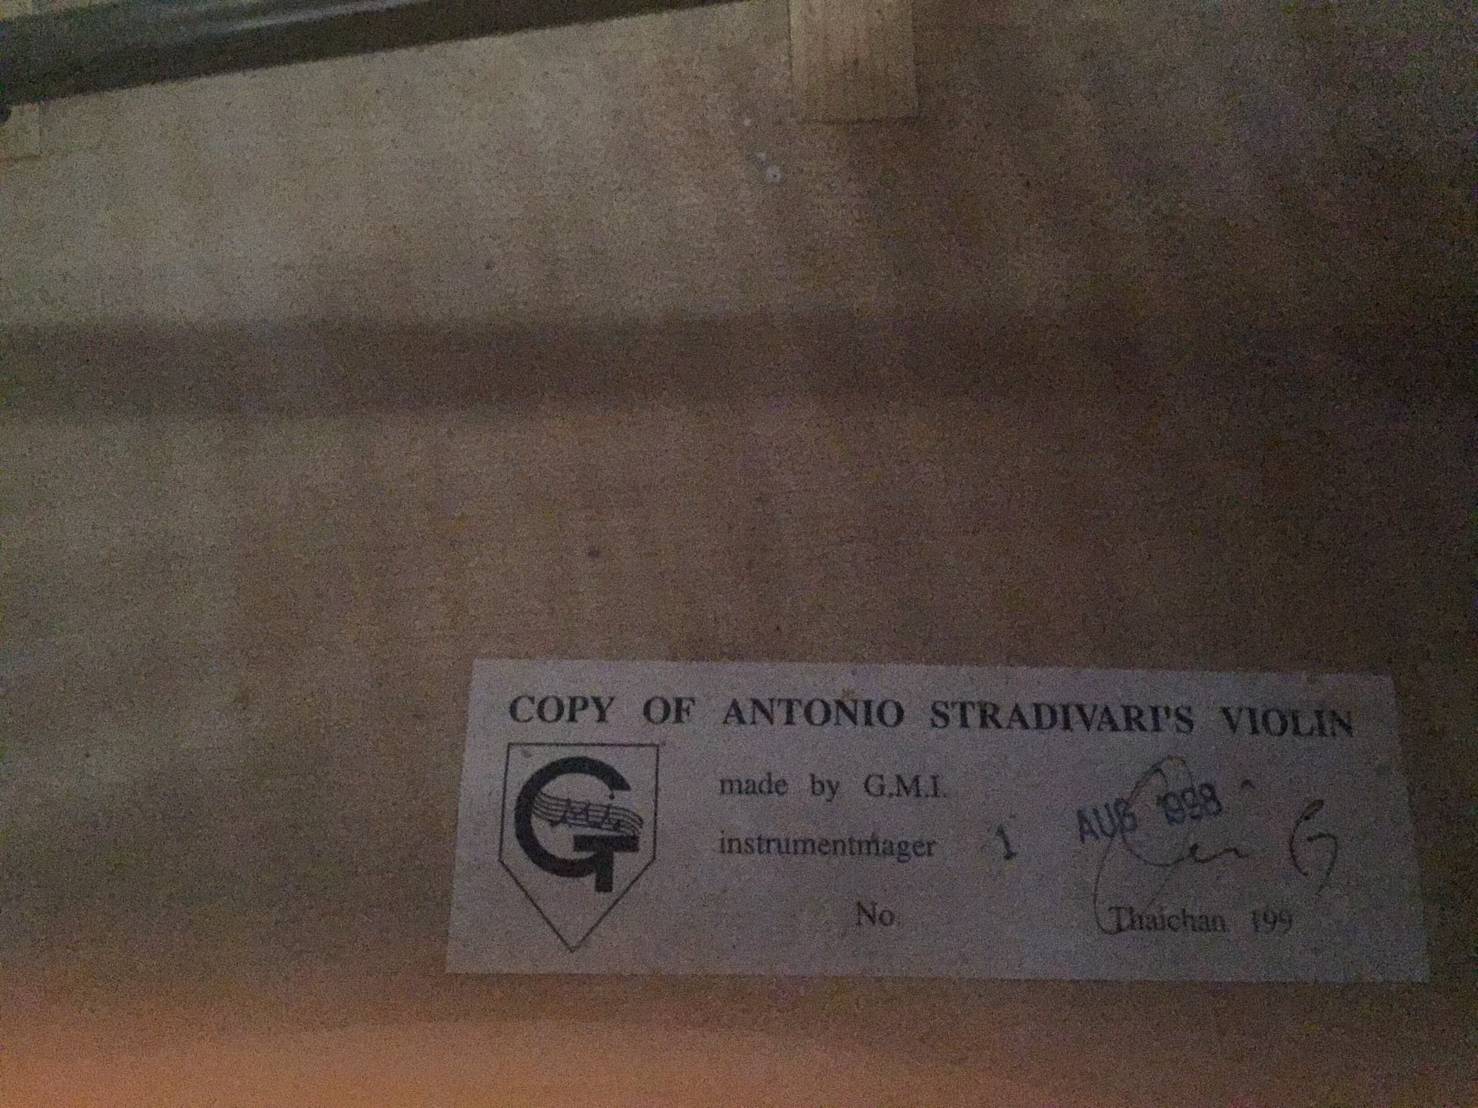 COPY OF ANTONIO STRADIVARI'S VIOLIN
made by G.M.I.
instrumentmager 1 AUG 1998
No.
Thaichan 199